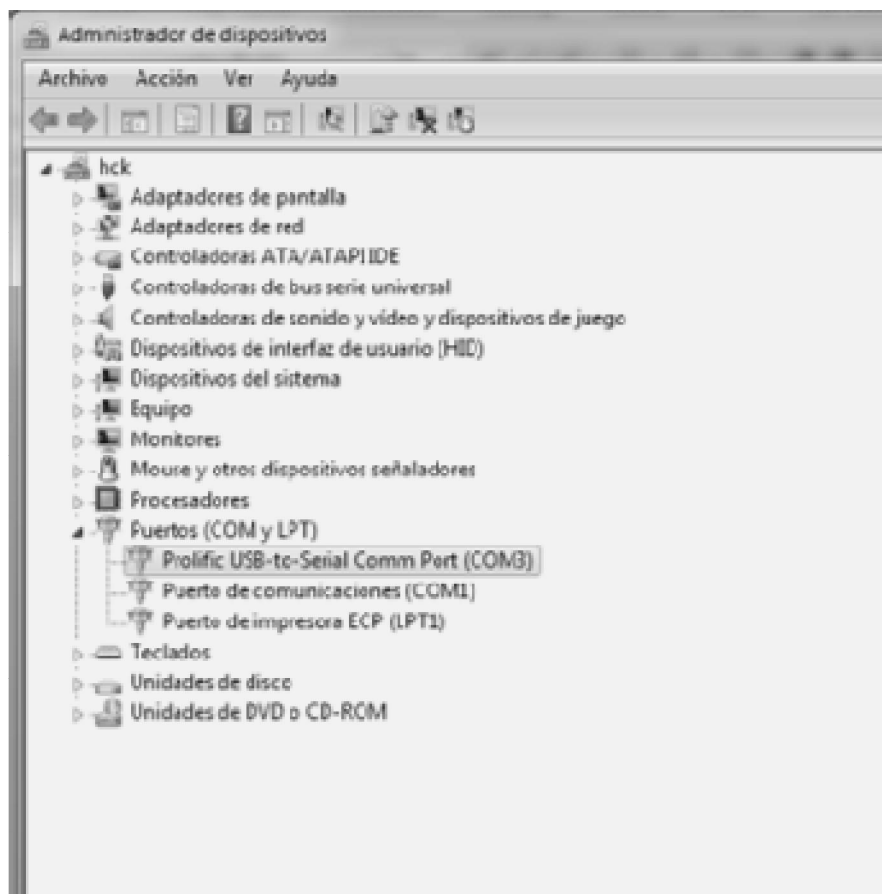 Administrador de dispositivos
Archivo Acción Ver Ayuda
hck
Adaptadores de pantalla
Adaptadores de red
Controladoras ATA/ATAPI IDE
Controladoras de bus serie universal
Controladoras de sonido y vídeo y dispositivos de juego
Dispositivos de interfaz de usuario (HID)
Dispositivos del sistema
Equipo
Monitores
Mouse y otros dispositivos señaladores
Procesadores
Puertos (COM y LPT)
Prolific USB-to-Serial Comm Port (COM3)
Puerto de comunicaciones (COM1)
Puerto de impresora ECP (LPT1)
Teclados
Unidades de disco
Unidades de DVD o CD-ROM